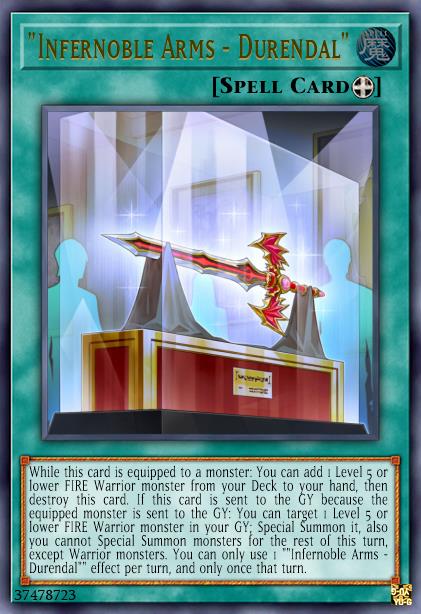 "Infernoble Arms - Durendal"
魔
[Spell Card]
While this card is equipped to a monster: You can add 1 Level 5 or
lower FIRE Warrior monster from your Deck to your hand, then
destroy this card. If this card is sent to the GY because the
equipped monster is sent to the GY: You can target 1 Level 5 or
lower FIRE Warrior monster in your GY; Special Summon it, also
you cannot Special Summon monsters for the rest of this turn,
except Warrior monsters. You can only use 1 ""Infernoble Arms -
Durendal"" effect per turn, and only once that turn.
37478723